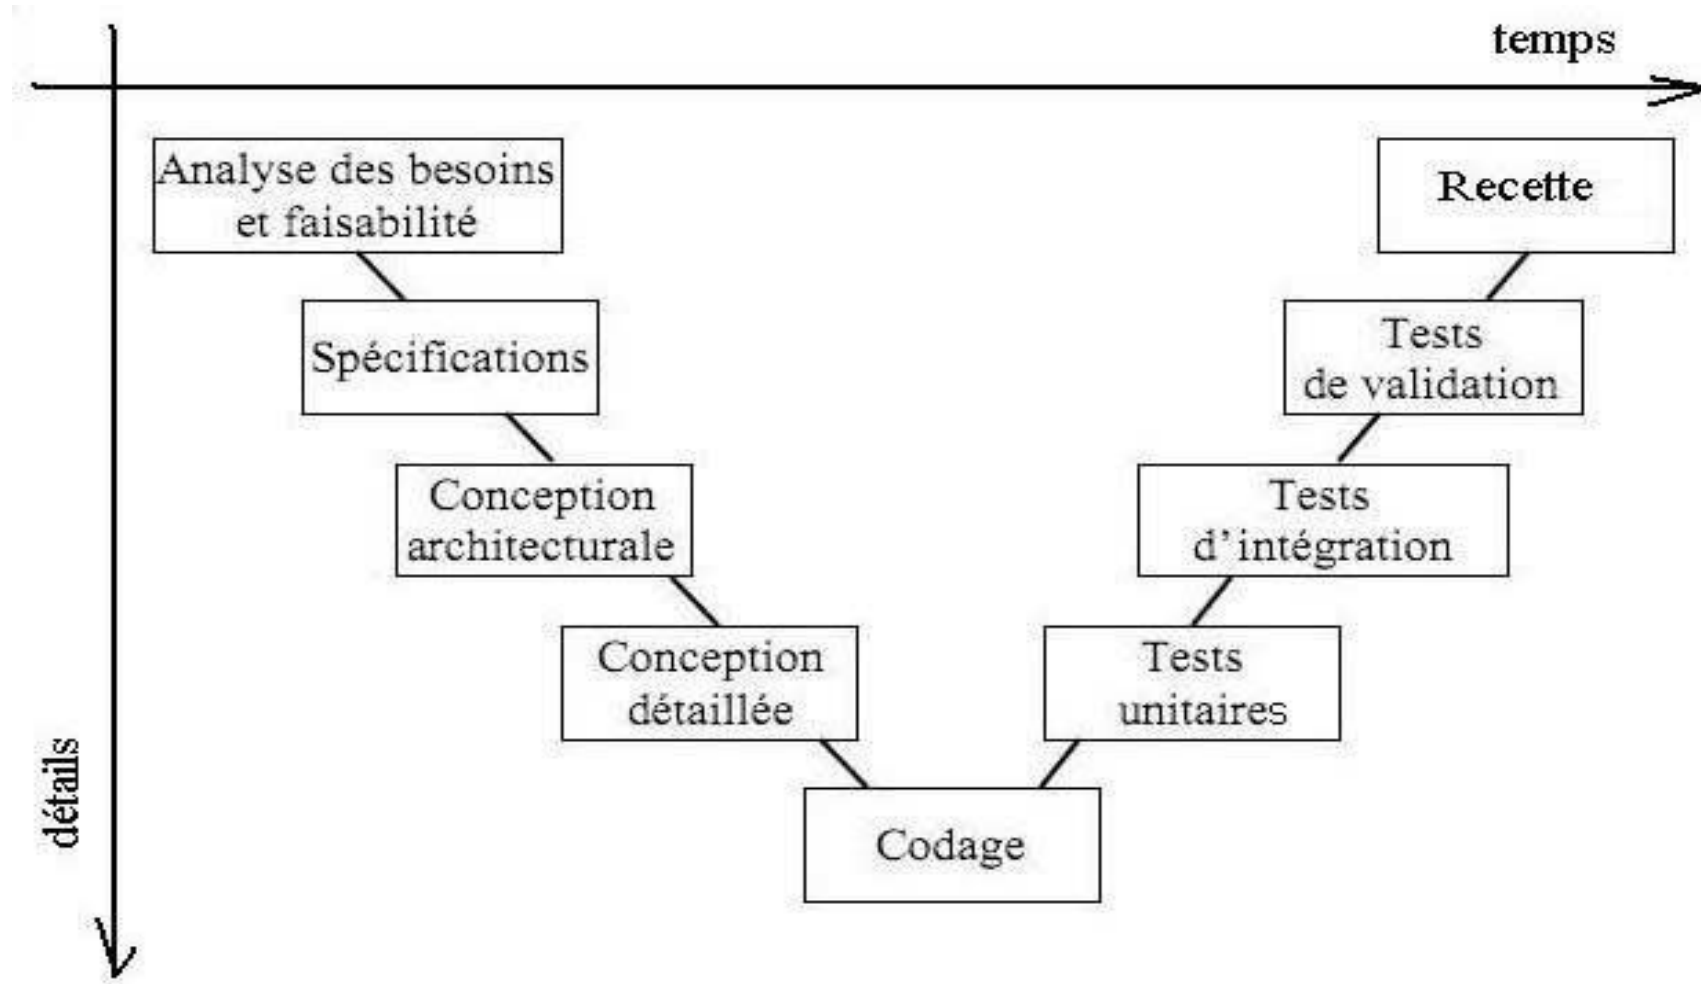 temps
Analyse des besoins
et faisabilité
Recette
Spécifications
Tests
de validation
Conception
architecturale
Tests
d'intégration
Conception
détaillée
Tests
unitaires
détails
Codage